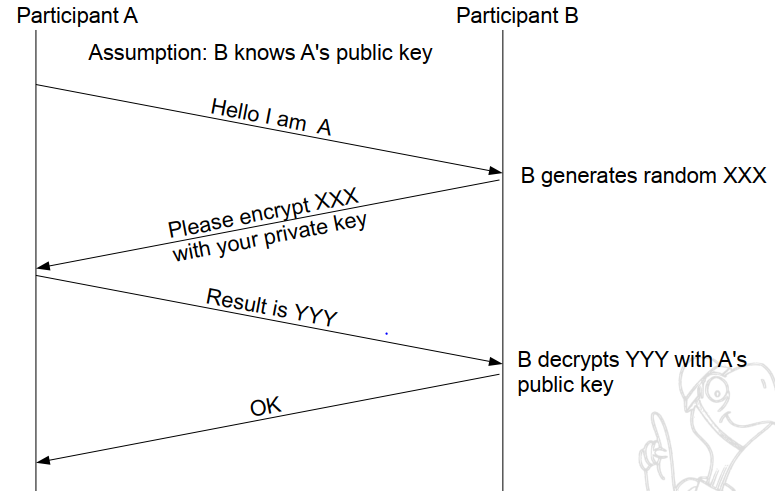 Participant A
Participant B
Assumption: B knows A's public key
Hello I am A
B generates random XXX
Please encrypt XXX
with your private key
Result is YYY
B decrypts YYY with A's
public key
OK